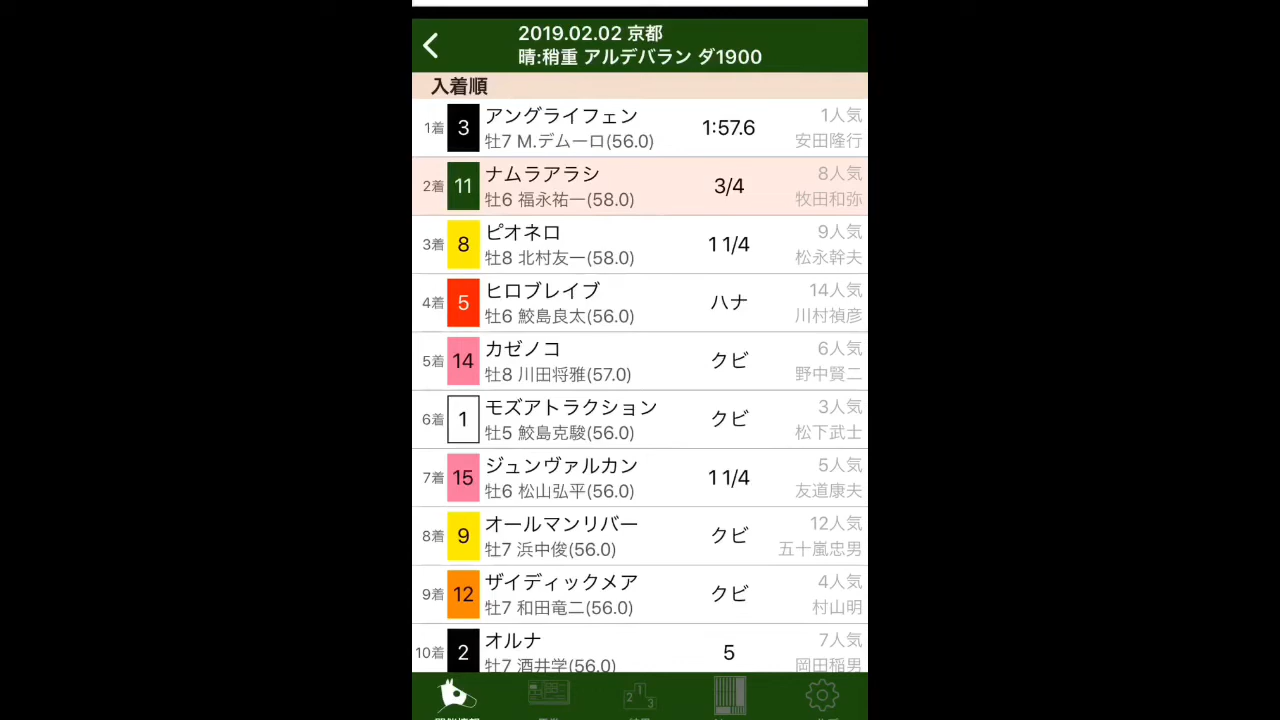 2019.02.02 京都
晴:稍重 アルデバラン ダ1900
入着順
1着 3 アングライフェン 1:57.6 1人気
牡7 M.デムーロ(56.0) 安田隆行
2着 11 ナムラアラシ 3/4 8人気
牡6 福永祐一(58.0) 牧田和弥
3着 8 ピオネロ 1 1/4 9人気
牡8 北村友一(58.0) 松永幹夫
4着 5 ヒロブレイブ ハナ 14人気
牡6 鮫島良太(56.0) 川村禎彦
5着 14 カゼノコ クビ 6人気
牡8 川田将雅(57.0) 野中賢二
6着 1 モズアトラクション クビ 3人気
牡5 鮫島克駿(56.0) 松下武士
7着 15 ジュンヴァルカン 1 1/4 5人気
牡6 松山弘平(56.0) 友道康夫
8着 9 オールマンリバー クビ 12人気
牡7 浜中俊(56.0) 五十嵐忠男
9着 12 ザイディックメア クビ 4人気
牡7 和田竜二(56.0) 村山明
10着 2 オルナ 5 7人気
牡7 酒井学(56.0) 岡田稲男